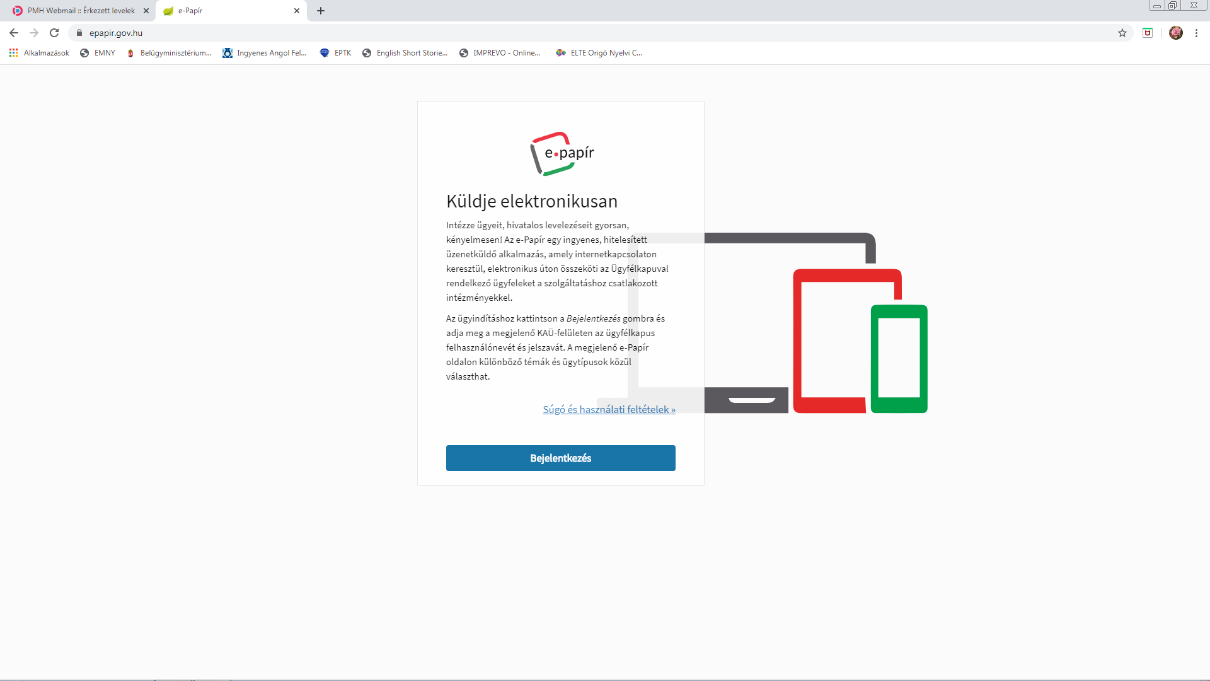 PMH Webmail :: Érkezett levelek
e-Papír
epapir.gov.hu
Alkalmazások
EMNY
Belügyminisztérium...
Ingyenes Angol Fel...
EPTK
English Short Storie...
IMPREVO - Online...
ELTE Origó Nyelvi C...
e•papír
Küldje elektronikusan
Intézze ügyeit, hivatalos levelezéseit gyorsan,
kényelmesen! Az e-Papír egy ingyenes, hitelesített
üzenetküldő alkalmazás, amely internetkapcsolaton
keresztül, elektronikus úton összeköti az Ügyfélkapuval
rendelkező ügyfeleket a szolgáltatáshoz csatlakozott
intézményekkel.
Az ügyindításhoz kattintson a Bejelentkezés gombra és
adja meg a megjelenő KAÜ-felületen az ügyfélkapus
felhasználónevét és jelszavát. A megjelenő e-Papír
oldalon különböző témák és ügytípusok közül
választhat.
Súgó és használati feltételek »
Bejelentkezés